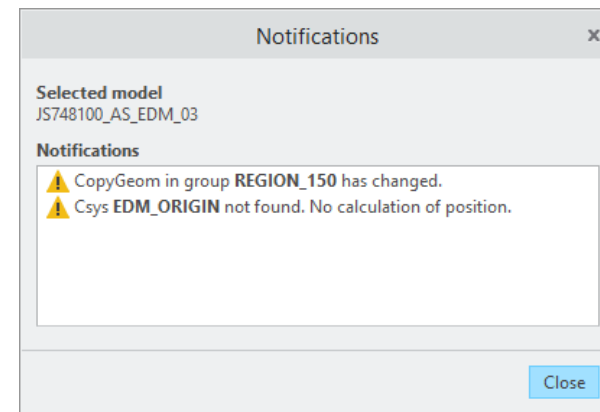 Notifications
x
Selected model
JS748100_AS_EDM_03
Notifications
CopyGeom in group REGION_150 has changed.
Csys EDM_ORIGIN not found. No calculation of position.
Close